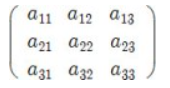 a₁₁ a₁₂ a₁₃
a₂₁ a₂₂ a₂₃
a₃₁ a₃₂ a₃₃